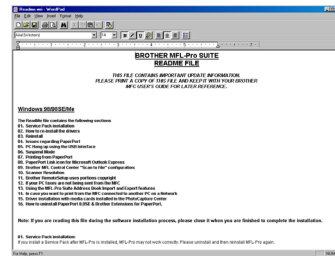 Readme.wri - WordPad
File Edit View Insert Format Help
BROTHER MFL-Pro SUITE
README FILE
THIS FILE CONTAINS IMPORTANT UPDATE INFORMATION.
PLEASE PRINT A COPY OF THIS FILE AND KEEP IT WITH YOUR BROTHER
MFC USER'S GUIDE FOR LATER REFERENCE.
Windows 98/98SE/Me
The ReadMe file contains the following sections
01. Service Pack installation
02. How to re-install the drivers
03. Reinstall
04. Issues regarding PaperPort
05. PC Hang up using the USB interface
06. Suspend Mode
07. Printing from PaperPort
08. PaperPort Link icon for Microsoft Outlook Express
09. Brother MFL Control Center "Scan to File" configuration
10. Scanner Resolution
11. Brother RemoteSetup uses portions copyright
12. If your PC faxes are not being sent from the MFC
13. Using the MFL-Pro Suite Address Book Import and Export features
14. In case you want to print from the MFC connected to another PC on a Network
15. Driver installation with media cards installed in the PhotoCapture Center
16. How to uninstall PaperPort 8.0SE & Brother Extensions for PaperPort.
Note: If you are reading this file during the software installation process, please close it when you are finished to complete the installation.
01. Service Pack installation
If you install a Service Pack after MFL-Pro is installed, MFL-Pro may not work correctly. Please uninstall and then reinstall MFL-Pro again.
For Help, press F1
NUM